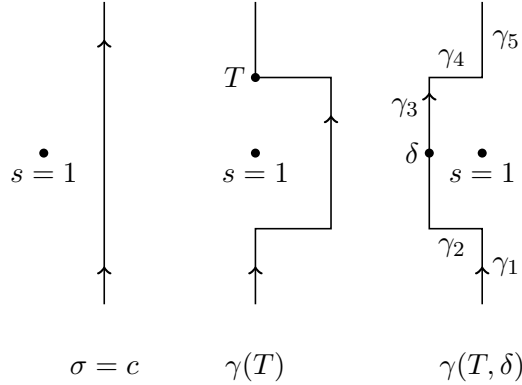 γ₅
γ₄
T
γ₃
δ
s = 1
s = 1
s = 1
γ₂
γ₁
σ = c
γ(T)
γ(T, δ)